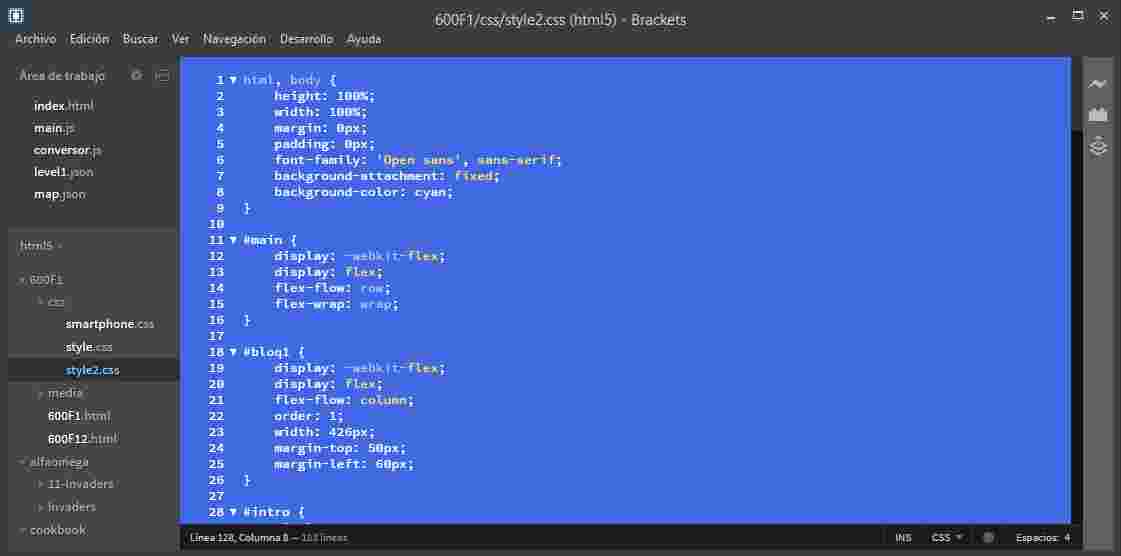 600F1/css/style2.css (html5) - Brackets
Archivo Edición Buscar Ver Navegación Desarrollo Ayuda
Área de trabajo
index.html
main.js
conversor.js
level1.json
map.json
html5
600F1
css
smartphone.css
style.css
style2.css
media
600F1.html
600F12.html
alfaomega
11-Invaders
Invaders
cookbook
1 html, body {
2 height: 100%;
3 width: 100%;
4 margin: 0px;
5 padding: 0px;
6 font-family: 'Open sans', sans-serif;
7 background-attachment: fixed;
8 background-color: cyan;
9 }
10
11 #main {
12 display: -webkit-flex;
13 display: flex;
14 flex-flow: row;
15 flex-wrap: wrap;
16 }
17
18 #bloq1 {
19 display: -webkit-flex;
20 display: flex;
21 flex-flow: column;
22 order: 1;
23 width: 426px;
24 margin-top: 50px;
25 margin-left: 60px;
26 }
27
28 #intro {
Línea 128, Columna 8 — líneas
INS CSS Espacios: 4